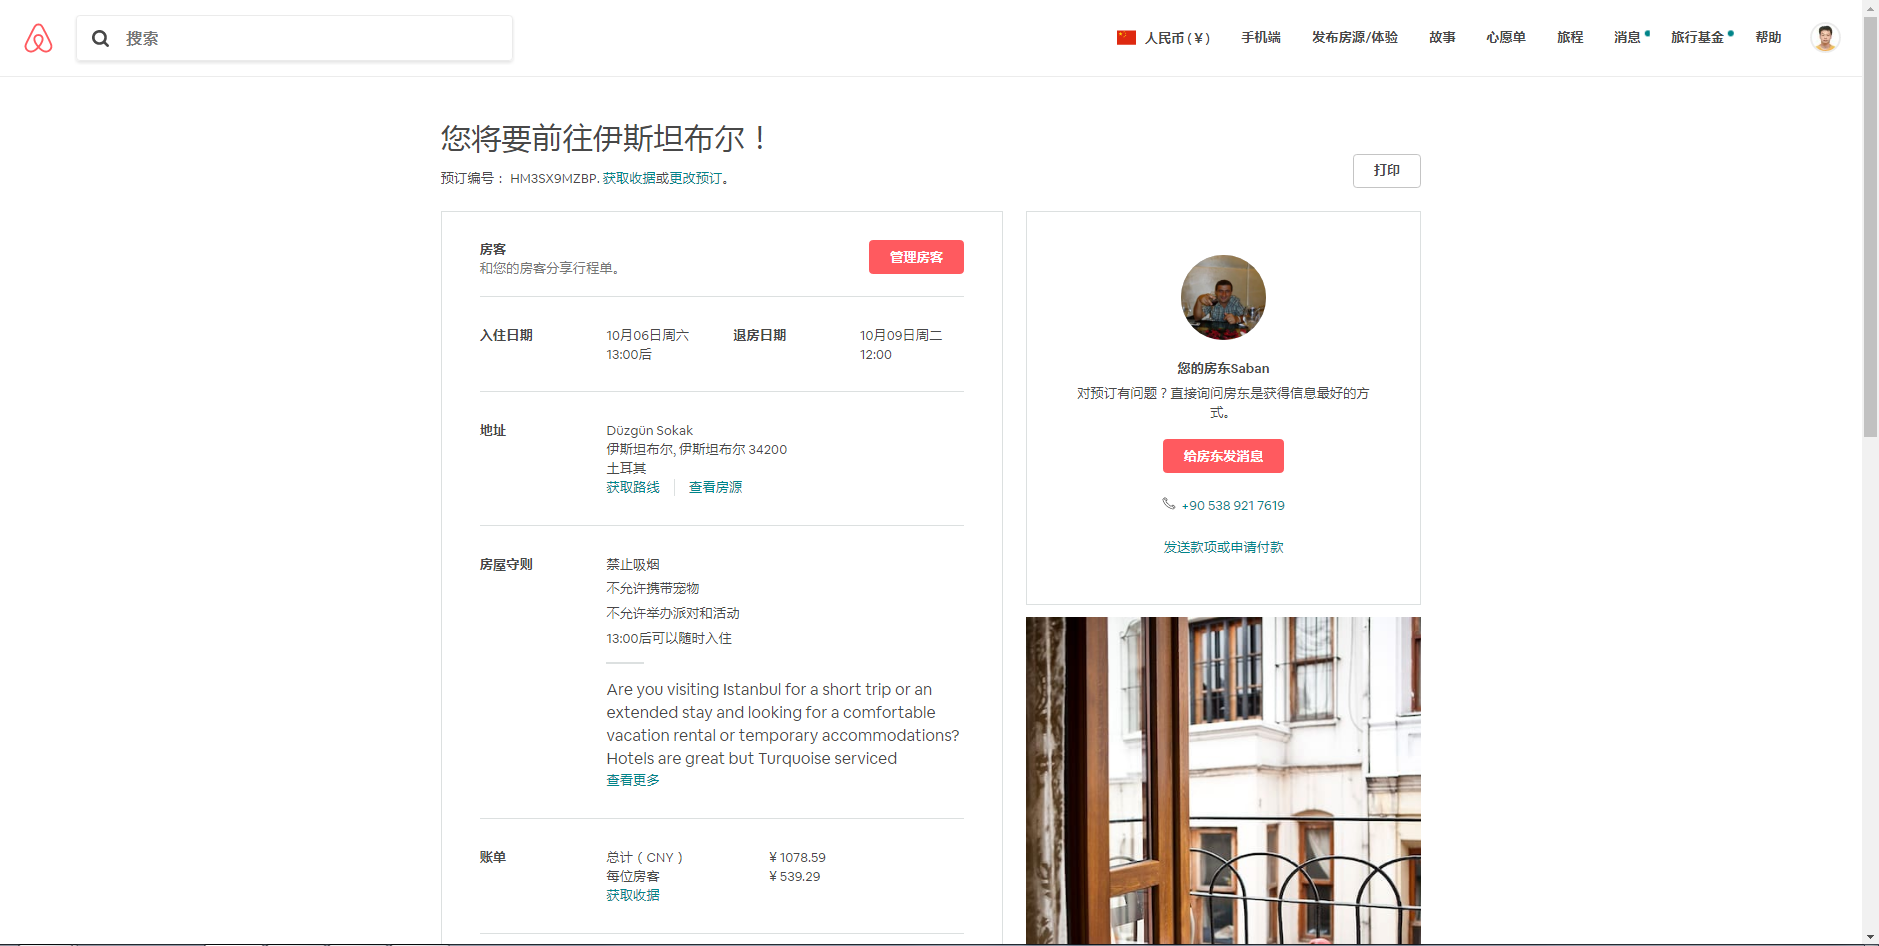 搜索
人民币 ( ¥ )
手机端
发布房源/体验
故事
心愿单
旅程
消息
旅行基金
帮助
您将要前往伊斯坦布尔！
预订编号： HM3SX9MZBP. 获取收据或更改预订。
打印
房客
和您的房客分享行程单。
管理房客
入住日期
10月06日周六
13:00后
退房日期
10月09日周二
12:00
地址
Düzgün Sokak
伊斯坦布尔, 伊斯坦布尔 34200
土耳其
获取路线
查看房源
房屋守则
禁止吸烟
不允许携带宠物
不允许举办派对和活动
13:00后可以随时入住
Are you visiting Istanbul for a short trip or an
extended stay and looking for a comfortable
vacation rental or temporary accommodations?
Hotels are great but Turquoise serviced
查看更多
账单
总计 ( CNY )
¥ 1078.59
每位房客
¥ 539.29
获取收据
您的房东Saban
对预订有问题？直接询问房东是获得信息最好的方
式。
给房东发消息
+90 538 921 7619
发送款项或申请付款